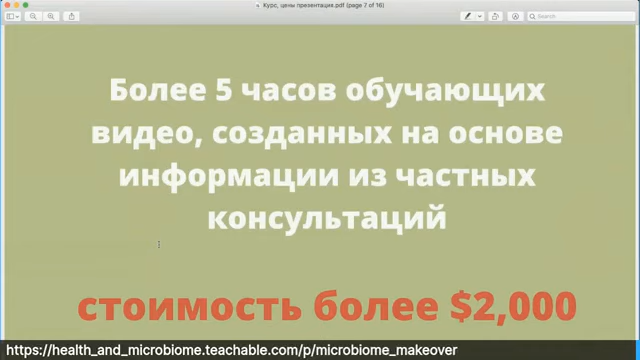 Курс, цены презентация.pdf (page 7 of 16)
Search
Более 5 часов обучающих
видео, созданных на основе
информации из частных
консультаций
стоимость более $2,000
https://health_and_microbiome.teachable.com/p/microbiome_makeover